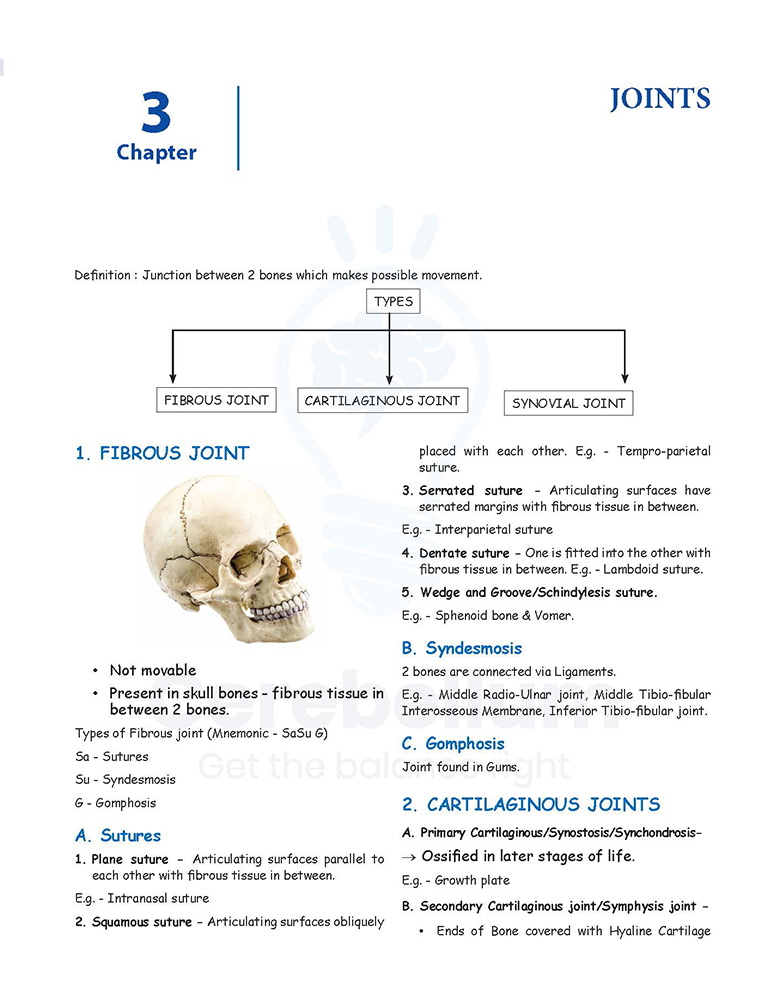 3
Chapter
JOINTS
Definition : Junction between 2 bones which makes possible movement.
TYPES
FIBROUS JOINT
CARTILAGINOUS JOINT
SYNOVIAL JOINT
1. FIBROUS JOINT
• Not movable
• Present in skull bones - fibrous tissue in
between 2 bones.
Types of Fibrous joint (Mnemonic - SaSu G)
Sa - Sutures
Su - Syndesmosis
G - Gomphosis
A. Sutures
1. Plane suture - Articulating surfaces parallel to
each other with fibrous tissue in between.
E.g. - Intranasal suture
2. Squamous suture - Articulating surfaces obliquely
placed with each other. E.g. - Tempro-parietal
suture.
3. Serrated suture - Articulating surfaces have
serrated margins with fibrous tissue in between.
E.g. - Interparietal suture
4. Dentate suture - One is fitted into the other with
fibrous tissue in between. E.g. - Lambdoid suture.
5. Wedge and Groove/Schindylesis suture.
E.g. - Sphenoid bone & Vomer.
B. Syndesmosis
2 bones are connected via Ligaments.
E.g. - Middle Radio-Ulnar joint, Middle Tibio-fibular
Interosseous Membrane, Inferior Tibio-fibular joint.
C. Gomphosis
Joint found in Gums.
2. CARTILAGINOUS JOINTS
A. Primary Cartilaginous/Synostosis/Synchondrosis-
→ Ossified in later stages of life.
E.g. - Growth plate
B. Secondary Cartilaginous joint/Symphysis joint -
• Ends of Bone covered with Hyaline Cartilage
Cerebellum
Get the balance right